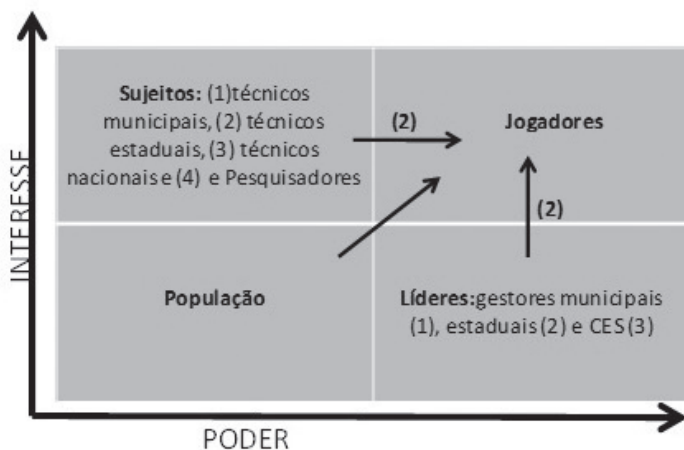 INTERESSE
Sujeitos: (1)técnicos
municipais, (2) técnicos
estaduais, (3) técnicos
nacionais e (4) e Pesquisadores
(2)
Jogadores
(2)
População
Líderes:gestores municipais
(1), estaduais (2) e CES (3)
PODER